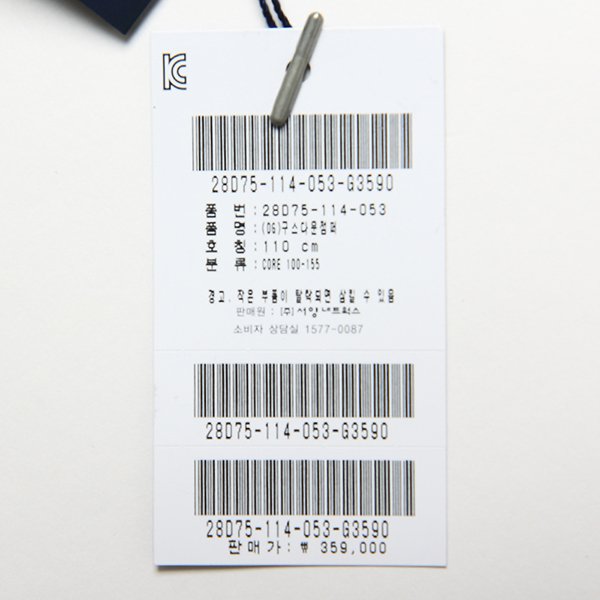 28D75-114-053-G3590
품 번 : 28D75-114-053
품 명 : (OG)구스다운점퍼
호 칭 : 110 cm
분 류 : CORE 100-155
경고. 작은 부품이 탈락되면 삼킬 수 있음
판매원 : (주)서양네트웍스
소비자 상담실 1577-0087
28D75-114-053-G3590
28D75-114-053-G3590
판매가: ₩ 359,000